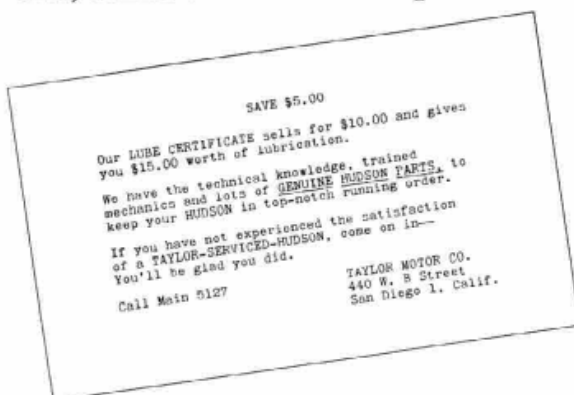 SAVE $5.00
Our LUBE CERTIFICATE sells for $10.00 and gives
you $15.00 worth of lubrication.
We have the technical knowledge, trained
mechanics and lots of GENUINE HUDSON PARTS, to
keep your HUDSON in top-notch running order.
If you have not experienced the satisfaction
of a TAYLOR-SERVICED-HUDSON, come on in—
You'll be glad you did.
Call Main 5127
TAYLOR MOTOR CO.
440 W. B Street
San Diego 1, Calif.